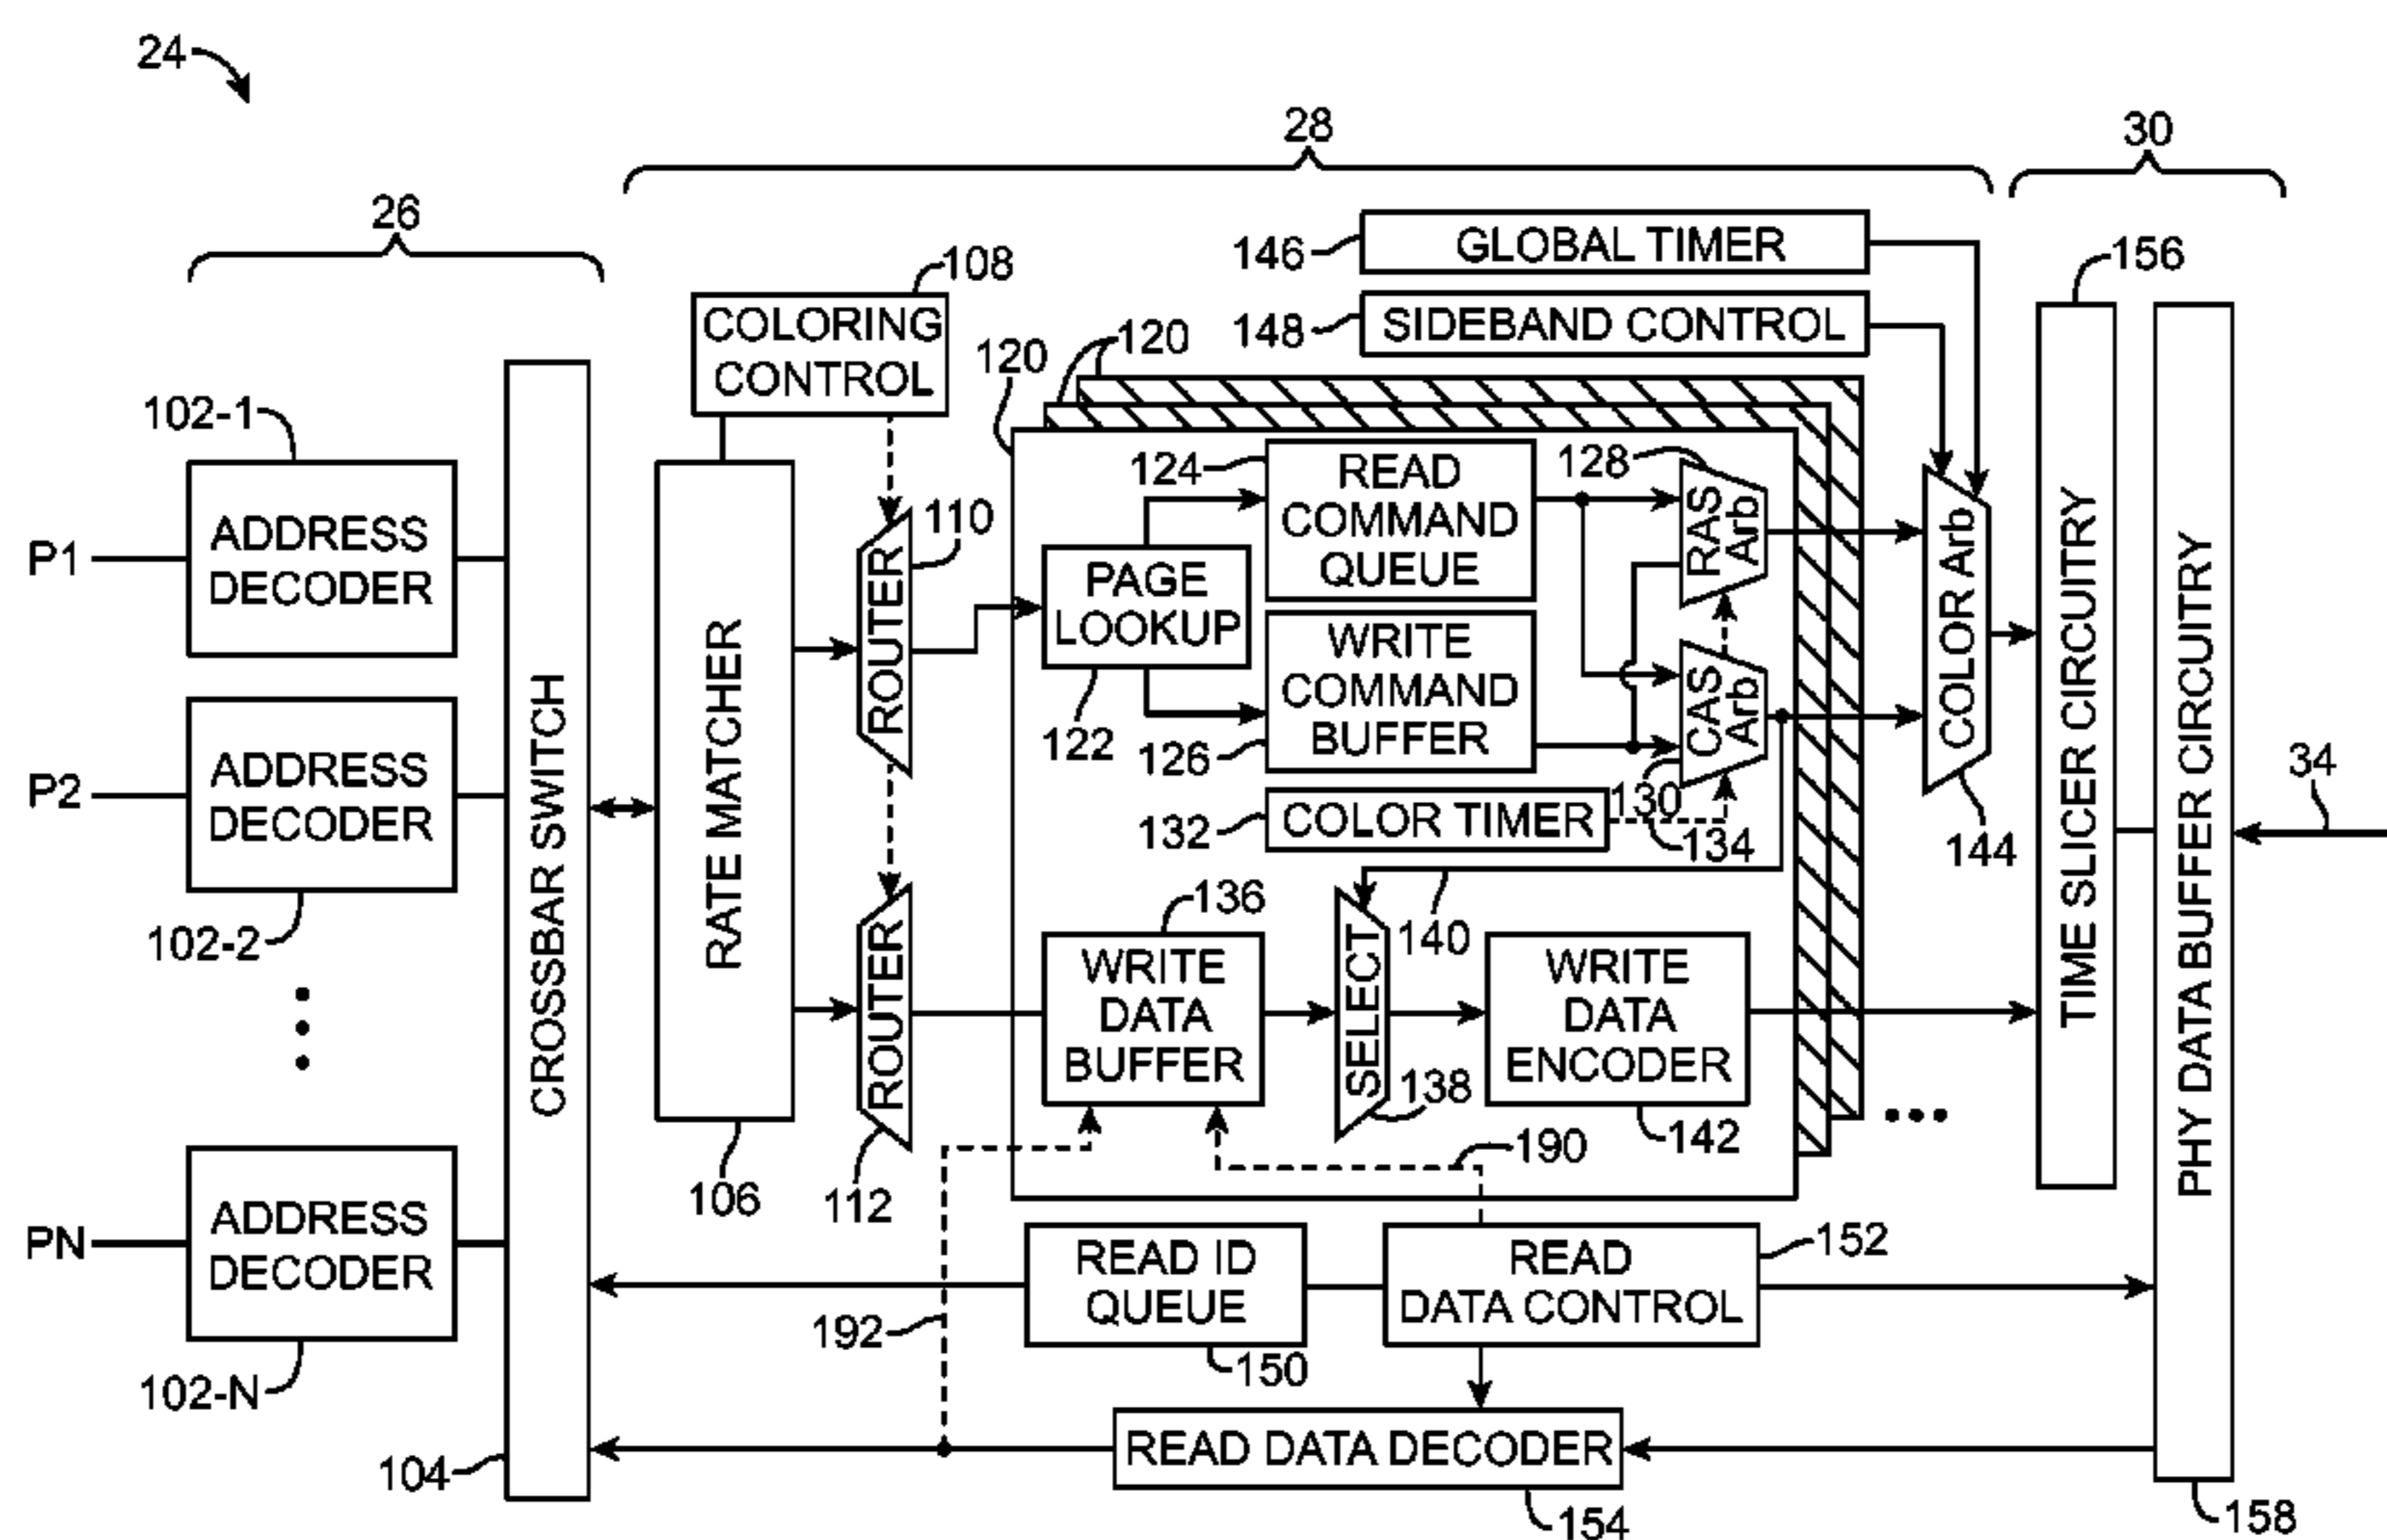 24
28
30
26
146
GLOBAL TIMER
156
108
148
SIDEBAND CONTROL
COLORING
CONTROL
120
120
102-1
124
READ
COMMAND
QUEUE
128
RAS
Arb
110
P1
ADDRESS
DECODER
ROUTER
PAGE
LOOKUP
122
WRITE
COMMAND
BUFFER
126
CAS
Arb
130
COLOR Arb
144
P2
ADDRESS
DECODER
102-2
132
COLOR TIMER
134
34
CROSSBAR SWITCH
RATE MATCHER
TIME SLICER CIRCUITRY
PHY DATA BUFFER CIRCUITRY
136
140
ROUTER
WRITE
DATA
BUFFER
SELECT
138
WRITE
DATA
ENCODER
142
106
112
190
PN
ADDRESS
DECODER
102-N
READ ID
QUEUE
150
READ
DATA CONTROL
152
192
104
READ DATA DECODER
154
158